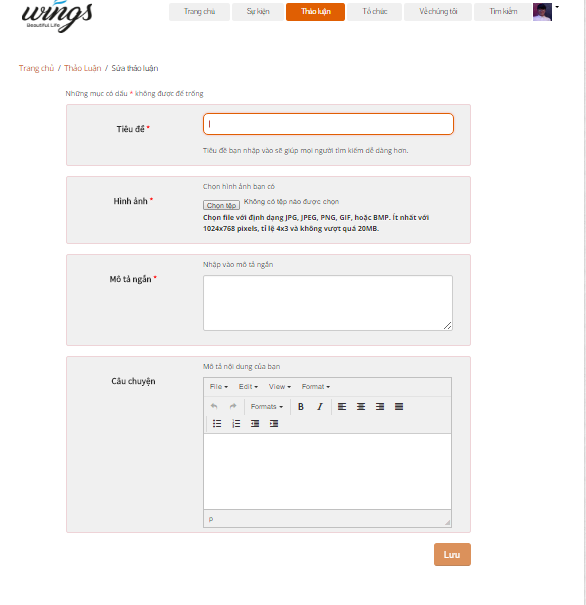 wings
Beautiful Life
Trang chủ Sự kiện Thảo luận Tổ chức Về chúng tôi Tìm kiếm
Trang chủ / Thảo Luận / Sửa thảo luận
Những mục có dấu * không được để trống
Tiêu đề *
Tiêu đề bạn nhập vào sẽ giúp mọi người tìm kiếm dễ dàng hơn.
Chọn hình ảnh bạn có
Hình ảnh *
Chọn tệp Không có tệp nào được chọn
Chọn file với định dạng JPG, JPEG, PNG, GIF, hoặc BMP. Ít nhất với
1024x768 pixels, tỉ lệ 4x3 và không vượt quá 20MB.
Nhập vào mô tả ngắn
Mô tả ngắn *
Mô tả nội dung của bạn
Câu chuyện
File Edit View Format
Formats B I
p
Lưu